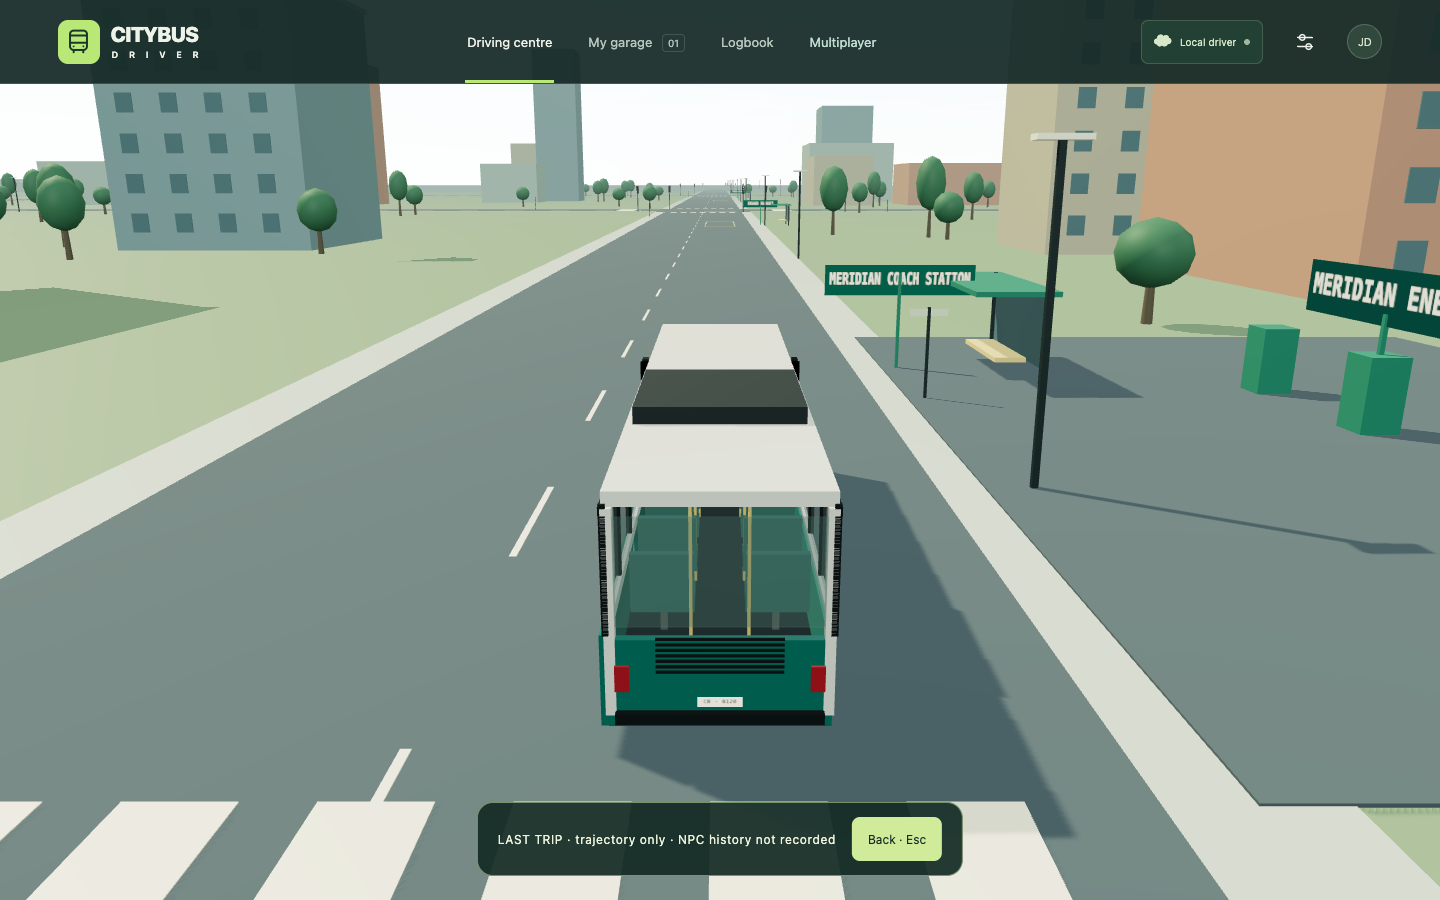 CITYBUS
DRIVER
Driving centre
My garage 01
Logbook
Multiplayer
Local driver
JD
MERIDIAN COACH STATION
MERIDIAN ENE
LAST TRIP · trajectory only · NPC history not recorded
Back · Esc